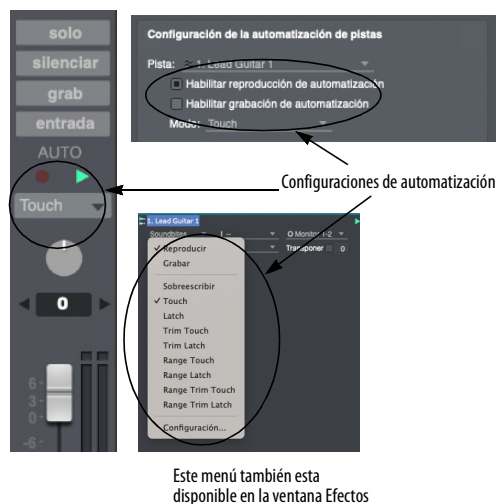 solo
silenciar
grab
entrada
AUTO
Touch
0
6-
3-
0-
-6-
Configuración de la automatización de pistas
Pista: 1. Lead Guitar 1
Habilitar reproducción de automatización
Habilitar grabación de automatización
Modo: Touch
Configuraciones de automatización
1. Lead Guitar 1
Soundbites I -- O Monitor 1-2
Transponer 0
✓ Reproducir
Grabar
Sobreescribir
✓ Touch
Latch
Trim Touch
Trim Latch
Range Touch
Range Latch
Range Trim Touch
Range Trim Latch
Configuración...
Este menú también esta
disponible en la ventana Efectos